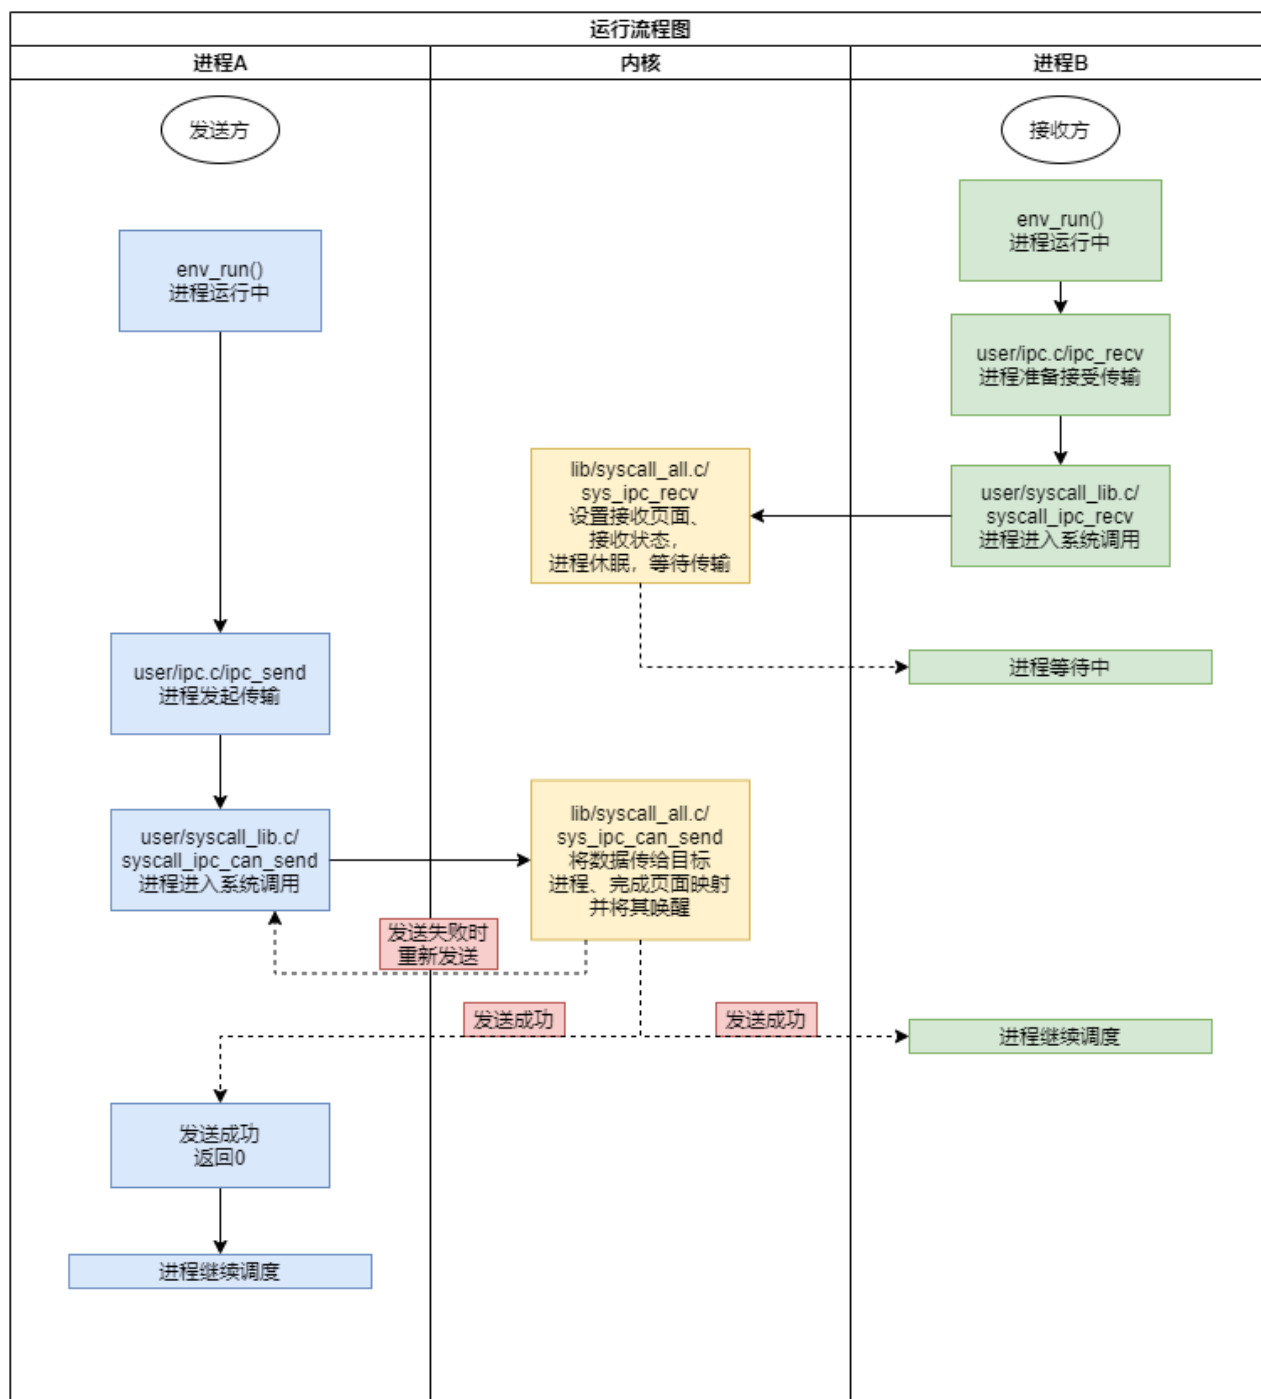 运行流程图
进程A
内核
进程B
发送方
接收方
env_run()
进程运行中
env_run()
进程运行中
user/ipc.c/ipc_recv
进程准备接受传输
lib/syscall_all.c/
sys_ipc_recv
设置接收页面、
接收状态，
进程休眠，等待传输
user/syscall_lib.c/
syscall_ipc_recv
进程进入系统调用
user/ipc.c/ipc_send
进程发起传输
进程等待中
user/syscall_lib.c/
syscall_ipc_can_send
进程进入系统调用
lib/syscall_all.c/
sys_ipc_can_send
将数据传给目标
进程、完成页面映射
并将其唤醒
发送失败时
重新发送
发送成功
发送成功
进程继续调度
发送成功
返回0
进程继续调度